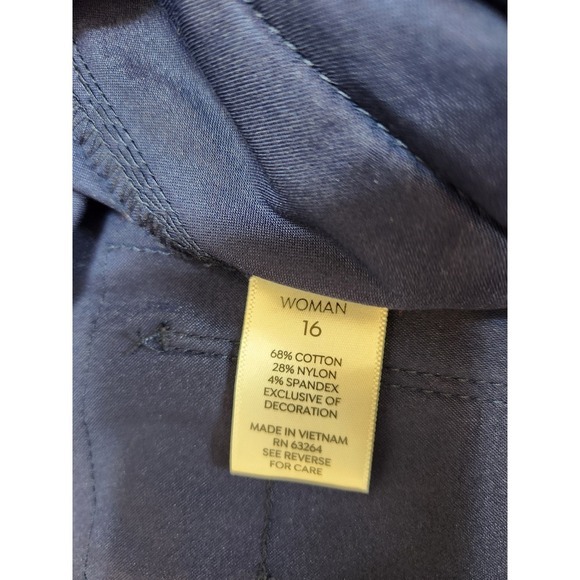 WOMAN
16
68% COTTON
28% NYLON
4% SPANDEX
EXCLUSIVE OF
DECORATION
MADE IN VIETNAM
RN 63264
SEE REVERSE
FOR CARE